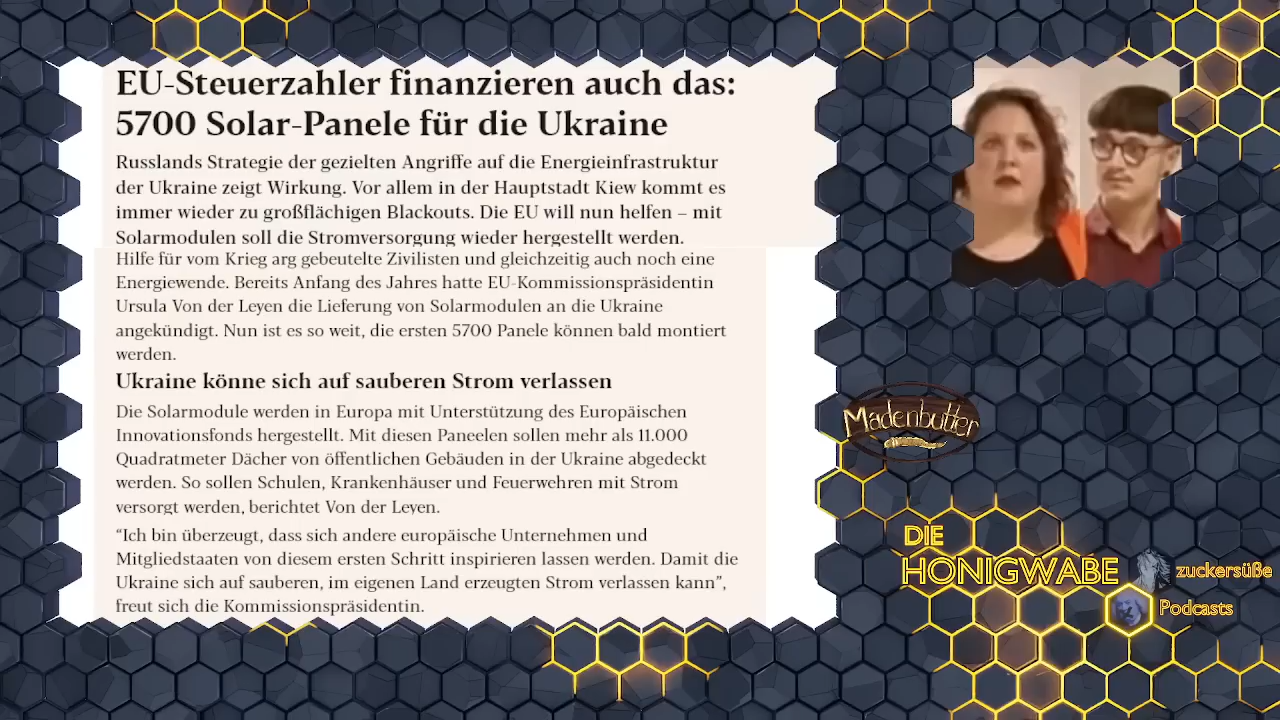 EU-Steuerzahler finanzieren auch das:
5700 Solar-Panele für die Ukraine
Russlands Strategie der gezielten Angriffe auf die Energieinfrastruktur
der Ukraine zeigt Wirkung. Vor allem in der Hauptstadt Kiew kommt es
immer wieder zu großflächigen Blackouts. Die EU will nun helfen – mit
Solarmodulen soll die Stromversorgung wieder hergestellt werden.
Hilfe für vom Krieg arg gebeutelte Zivilisten und gleichzeitig auch noch eine
Energiewende. Bereits Anfang des Jahres hatte EU-Kommissionspräsidentin
Ursula Von der Leyen die Lieferung von Solarmodulen an die Ukraine
angekündigt. Nun ist es so weit, die ersten 5700 Panele können bald montiert
werden.
Ukraine könne sich auf sauberen Strom verlassen
Die Solarmodule werden in Europa mit Unterstützung des Europäischen
Innovationsfonds hergestellt. Mit diesen Paneelen sollen mehr als 11.000
Quadratmeter Dächer von öffentlichen Gebäuden in der Ukraine abgedeckt
werden. So sollen Schulen, Krankenhäuser und Feuerwehren mit Strom
versorgt werden, berichtet Von der Leyen.
“Ich bin überzeugt, dass sich andere europäische Unternehmen und
Mitgliedstaaten von diesem ersten Schritt inspirieren lassen werden. Damit die
Ukraine sich auf sauberen, im eigenen Land erzeugten Strom verlassen kann”,
freut sich die Kommissionspräsidentin.
Madenbutter
DIE
HONIGWABE
zuckersüße
Podcasts